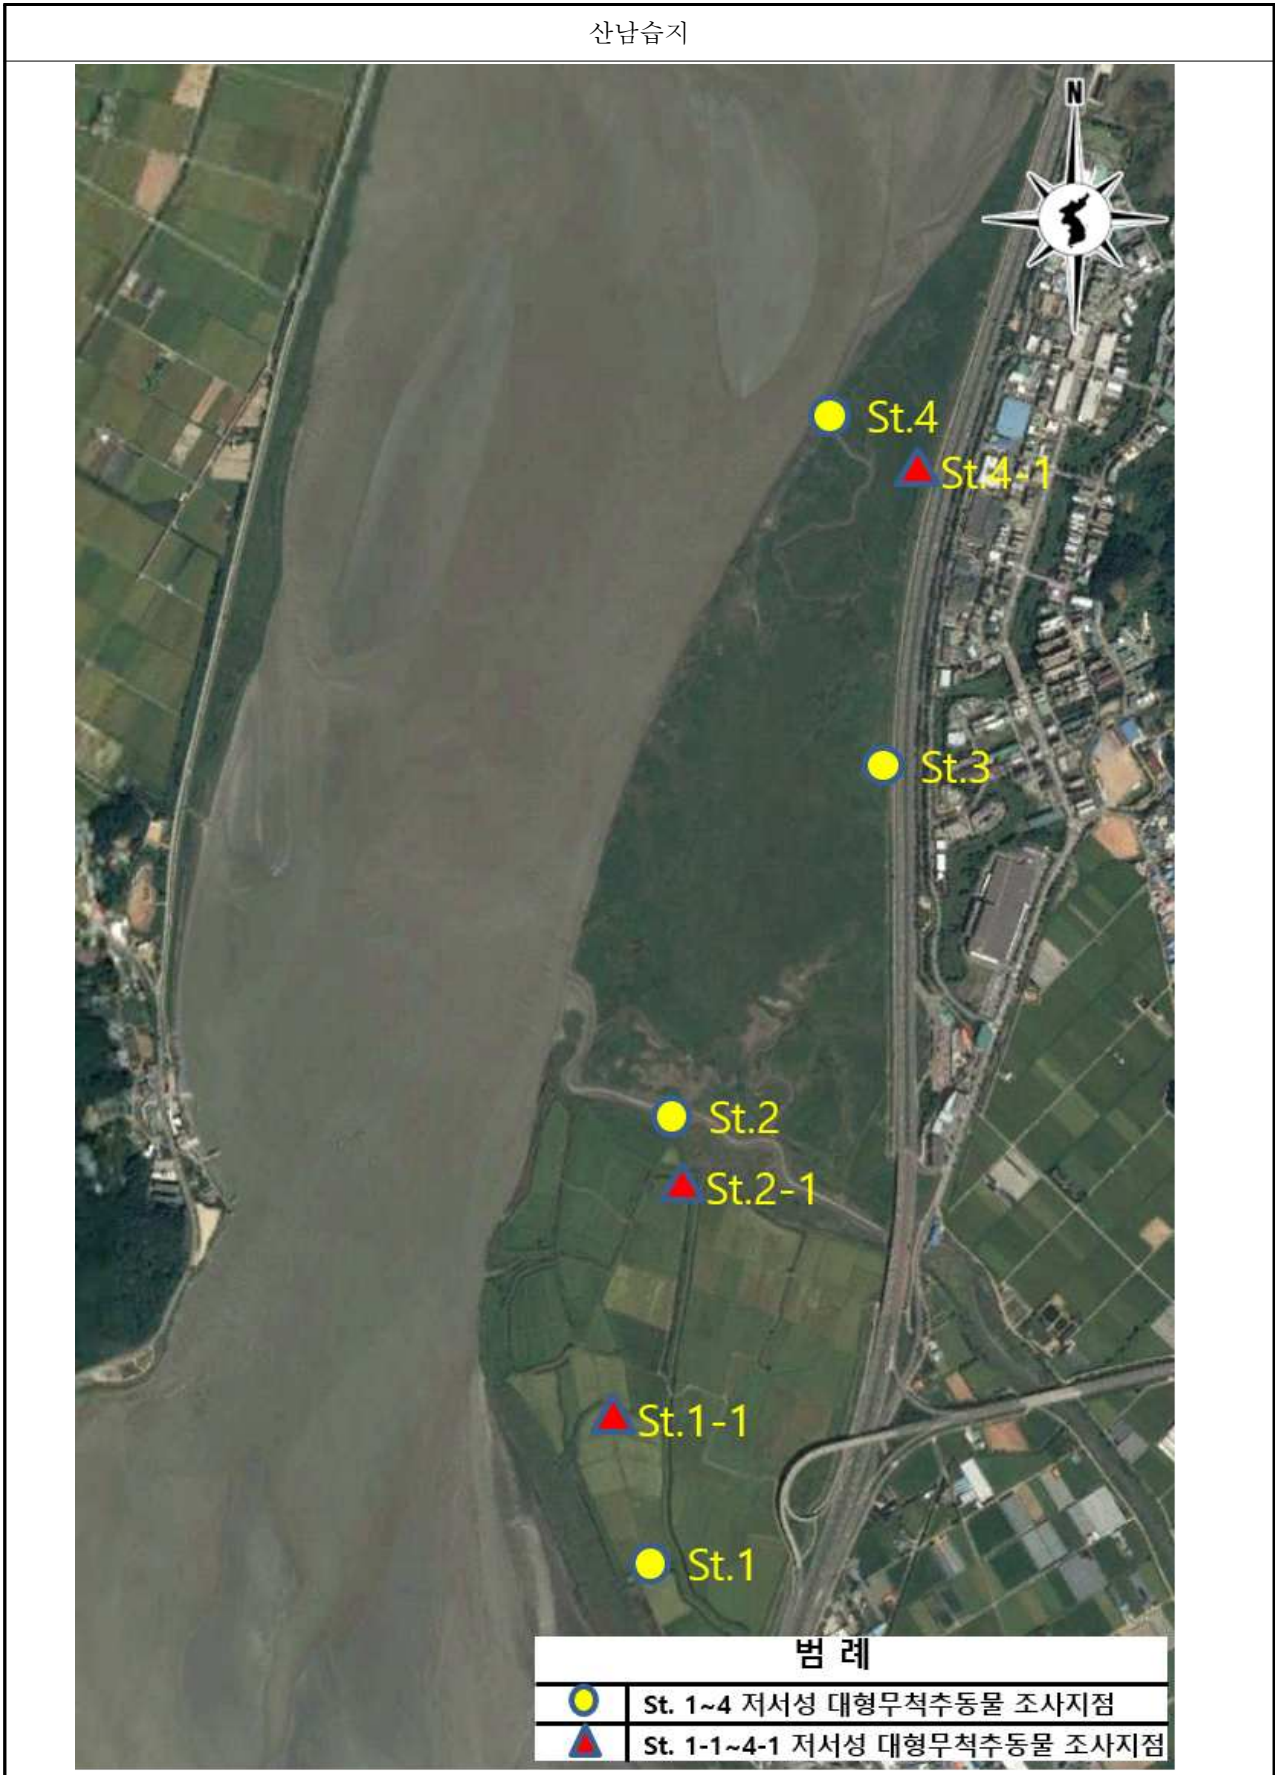 산남습지
N
St.4
St.4-1
St.3
St.2
St.2-1
St.1-1
St.1
범 례
St. 1~4 저서성 대형무척추동물 조사지점
St. 1-1~4-1 저서성 대형무척추동물 조사지점